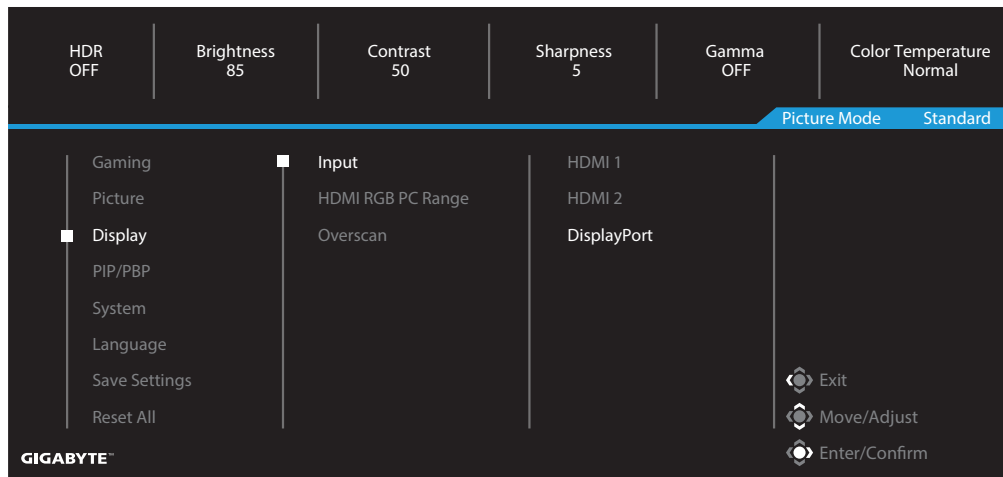 HDR Brightness Contrast Sharpness Gamma Color Temperature
OFF 85 50 5 OFF Normal
Picture Mode Standard
Gaming Input HDMI 1
Picture HDMI RGB PC Range HDMI 2
Display Overscan DisplayPort
PIP/PBP
System
Language
Save Settings Exit
Reset All Move/Adjust
GIGABYTE™ Enter/Confirm